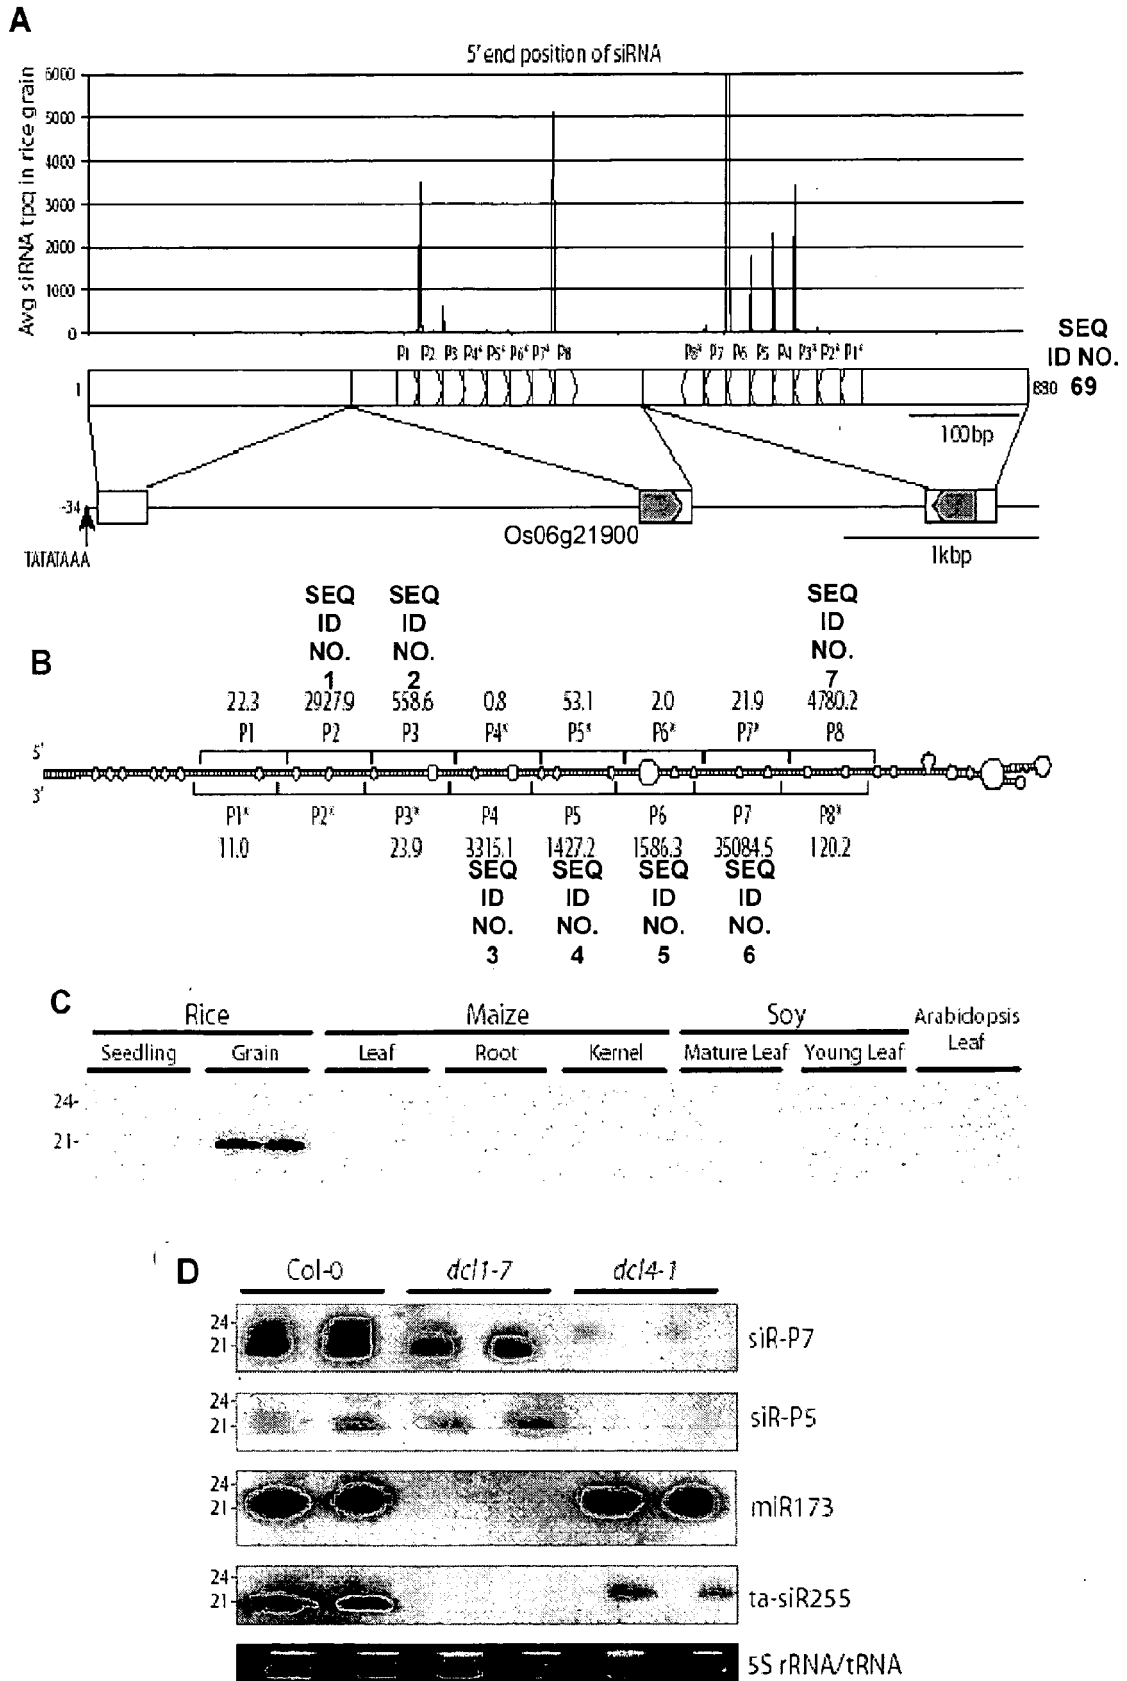 A
5' end position of siRNA
Avg siRNA tpq in rice grain
6000
5000
4000
3000
2000
1000
0
P1 P2 P3 P4* P5* P6* P7* P8
P8* P7 P6 P5 P4 P3* P2* P1*
SEQ
ID NO.
69
1
880
100bp
-34
TATATAAA
Os06g21900
1kbp
B
SEQ
ID
NO.
1
SEQ
ID
NO.
2
SEQ
ID
NO.
7
22.3 2927.9 558.6 0.8 53.1 2.0 21.9 4780.2
P1 P2 P3 P4* P5* P6* P7* P8
5'
3'
P1* P2* P3* P4 P5 P6 P7 P8*
11.0 23.9 3315.1 1427.2 1586.3 35084.5 120.2
SEQ
ID
NO.
3
SEQ
ID
NO.
4
SEQ
ID
NO.
5
SEQ
ID
NO.
6
C
Rice Maize Soy Arabidopsis
Leaf
Seedling Grain Leaf Root Kernel Mature Leaf Young Leaf
24-
21-
D
Col-0 dcl1-7 dcl4-1
24-
21-
siR-P7
24-
21-
siR-P5
24-
21-
miR173
24-
21-
ta-siR255
5S rRNA/tRNA